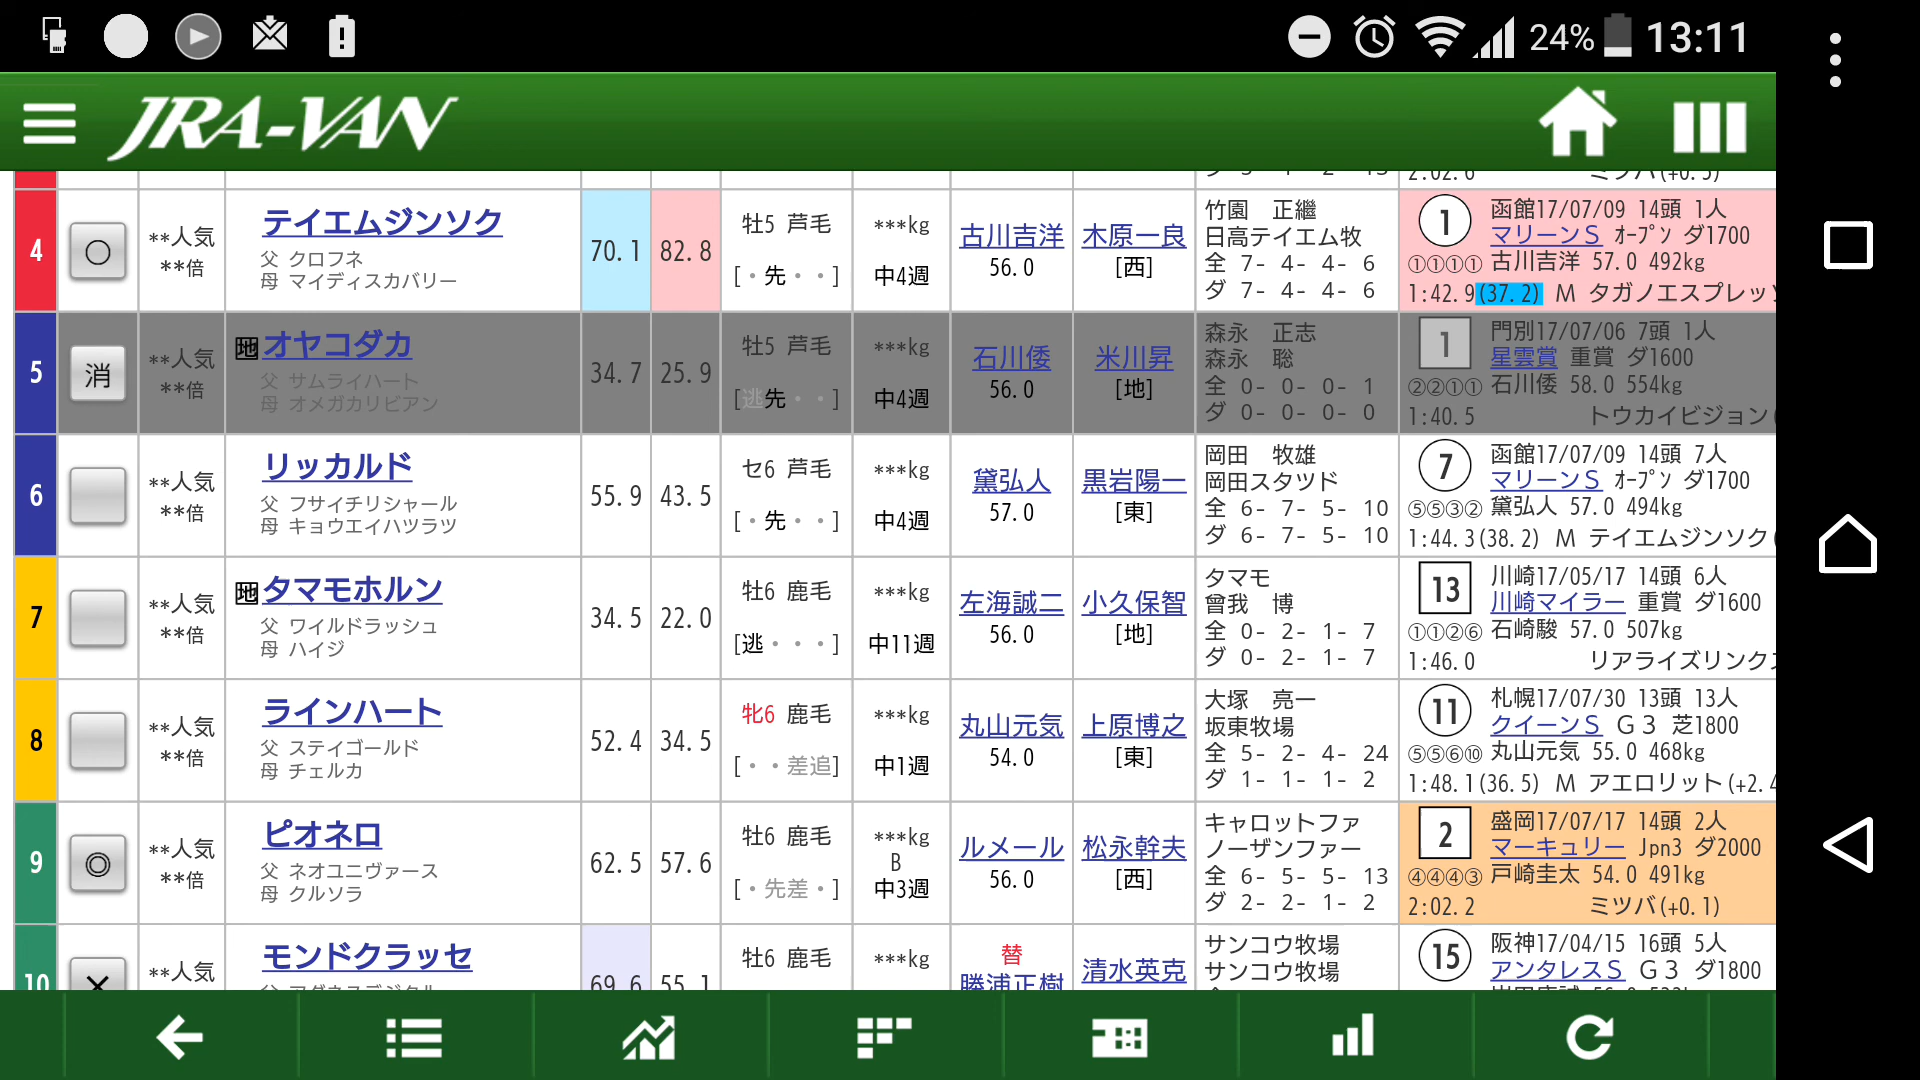 24% 13:11
JRA-VAN
2:02.6 ミツバ(+0.5)
4 ○ **人気 **倍 テイエムジンソク 父 クロフネ 母 マイディスカバリー 70.1 82.8 牡5 芦毛 [・先・・] ***kg 中4週 古川吉洋 56.0 木原一良 [西]
竹園 正繼
日高テイエム牧
全 7- 4- 4- 6
ダ 7- 4- 4- 6
1 函館17/07/09 14頭 1人
マリーンS オープン ダ1700
①①①① 古川吉洋 57.0 492kg
1:42.9(37.2) M タガノエスプレッソ
5 消 **人気 **倍 地オヤコダカ 父 サムライハート 母 オメガカリビアン 34.7 25.9 牡5 芦毛 [逃先・・] ***kg 中4週 石川倭 56.0 米川昇 [地]
森永 正志
森永 聡
全 0- 0- 0- 1
ダ 0- 0- 0- 0
1 門別17/07/06 7頭 1人
星雲賞 重賞 ダ1600
②②①① 石川倭 58.0 554kg
1:40.5 トウカイビジョン(
6 **人気 **倍 リッカルド 父 フサイチリシャール 母 キョウエイハツラツ 55.9 43.5 セ6 芦毛 [・先・・] ***kg 中4週 黛弘人 57.0 黒岩陽一 [東]
岡田 牧雄
岡田スタツド
全 6- 7- 5- 10
ダ 6- 7- 5- 10
7 函館17/07/09 14頭 7人
マリーンS オープン ダ1700
⑤⑤③② 黛弘人 57.0 494kg
1:44.3(38.2) M テイエムジンソク(
7 **人気 **倍 地タマモホルン 父 ワイルドラッシュ 母 ハイジ 34.5 22.0 牡6 鹿毛 [逃・・・] ***kg 中11週 左海誠二 56.0 小久保智 [地]
タマモ
曾我 博
全 0- 2- 1- 7
ダ 0- 2- 1- 7
13 川崎17/05/17 14頭 6人
川崎マイラー 重賞 ダ1600
①①②⑥ 石崎駿 57.0 507kg
1:46.0 リアライズリンクス
8 **人気 **倍 ラインハート 父 ステイゴールド 母 チェルカ 52.4 34.5 牝6 鹿毛 [・・差追] ***kg 中1週 丸山元気 54.0 上原博之 [東]
大塚 亮一
坂東牧場
全 5- 2- 4- 24
ダ 1- 1- 1- 2
11 札幌17/07/30 13頭 13人
クイーンS G3 芝1800
⑤⑤⑥⑩ 丸山元気 55.0 468kg
1:48.1(36.5) M アエロリット(+2.4
9 ◎ **人気 **倍 ピオネロ 父 ネオユニヴァース 母 クルソラ 62.5 57.6 牡6 鹿毛 [・先差・] ***kg B 中3週 ルメール 56.0 松永幹夫 [西]
キャロットファ
ノーザンファー
全 6- 5- 5- 13
ダ 2- 2- 1- 2
2 盛岡17/07/17 14頭 2人
マーキュリー Jpn3 ダ2000
④④④③ 戸崎圭太 54.0 491kg
2:02.2 ミツバ(+0.1)
10 × **人気 モンドクラッセ 69.6 55.1 牡6 鹿毛 ***kg 替 勝浦正樹 清水英克
サンコウ牧場
サンコウ牧場
15 阪神17/04/15 16頭 5人
アンタレスS G3 ダ1800